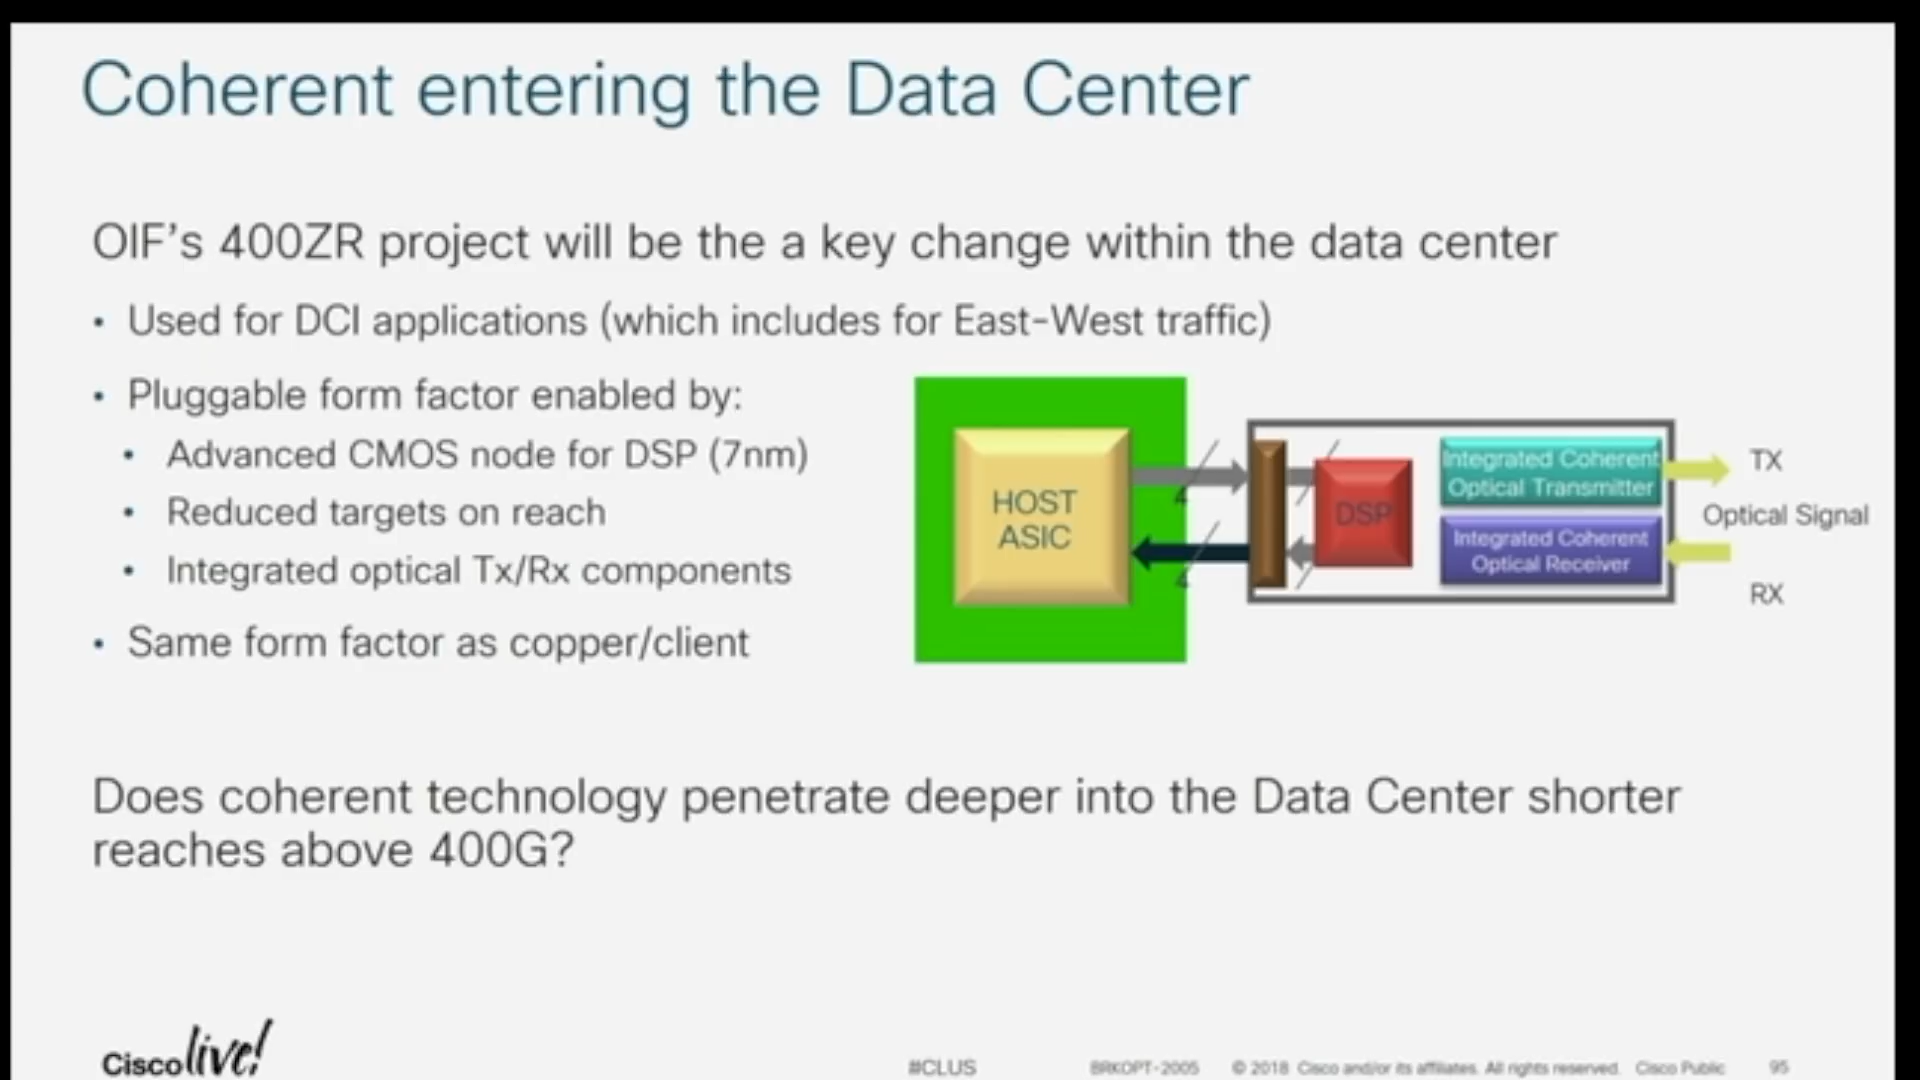 Coherent entering the Data Center
OIF's 400ZR project will be the a key change within the data center
• Used for DCI applications (which includes for East-West traffic)
• Pluggable form factor enabled by:
• Advanced CMOS node for DSP (7nm)
• Reduced targets on reach
• Integrated optical Tx/Rx components
• Same form factor as copper/client
HOST
ASIC
4
4
DSP
Integrated Coherent
Optical Transmitter
Integrated Coherent
Optical Receiver
TX
Optical Signal
RX
Does coherent technology penetrate deeper into the Data Center shorter
reaches above 400G?
Cisco live!
#CLUS
BRKOPT-2005
© 2018 Cisco and/or its affiliates. All rights reserved. Cisco Public
95